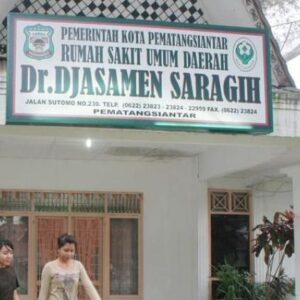 PEMERINTAH KOTA PEMATANGSIANTAR
RUMAH SAKIT UMUM DAERAH
Dr.DJASAMEN SARAGIH
JALAN SUTOMO NO.230. TELP. (0622) 23823 - 23824 - 22959 FAX (0622) 23824
PEMATANGSIANTAR